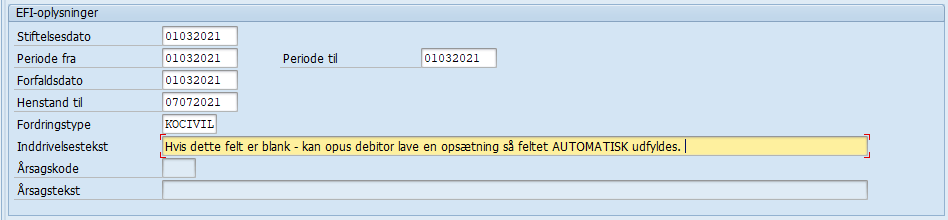 EFI-oplysninger
Stiftelsesdato 01032021
Periode fra 01032021 Periode til 01032021
Forfaldsdato 01032021
Henstand til 07072021
Fordringstype KOCIVIL
Inddrivelsestekst Hvis dette felt er blank - kan opus debitor lave en opsætning så feltet AUTOMATISK udfyldes.
Årsagskode
Årsagstekst